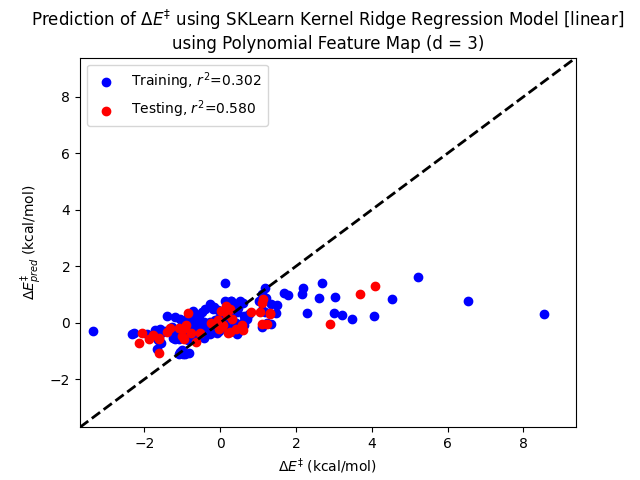 Prediction of ΔE‡ using SKLearn Kernel Ridge Regression Model [linear]
using Polynomial Feature Map (d = 3)
Training, r²=0.302
Testing, r²=0.580
8
6
4
2
0
−2
ΔE‡pred (kcal/mol)
−2 0 2 4 6 8
ΔE‡ (kcal/mol)